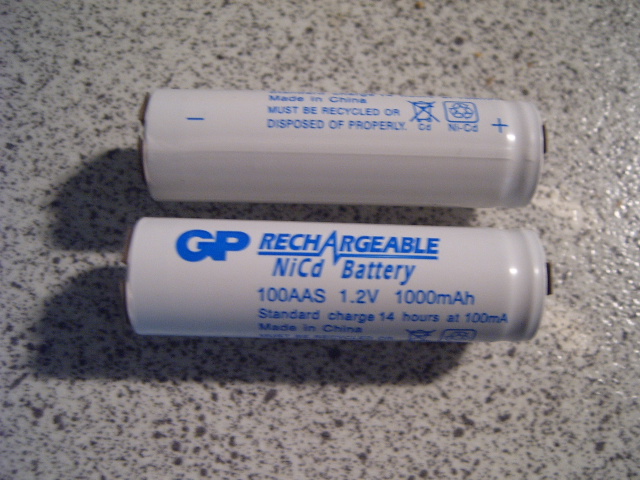 Made in China
MUST BE RECYCLED OR
DISPOSED OF PROPERLY.
Cd
Ni-Cd
- +
GP RECHARGEABLE
NiCd Battery
100AAS 1.2V 1000mAh
Standard charge 14 hours at 100mA
Made in China